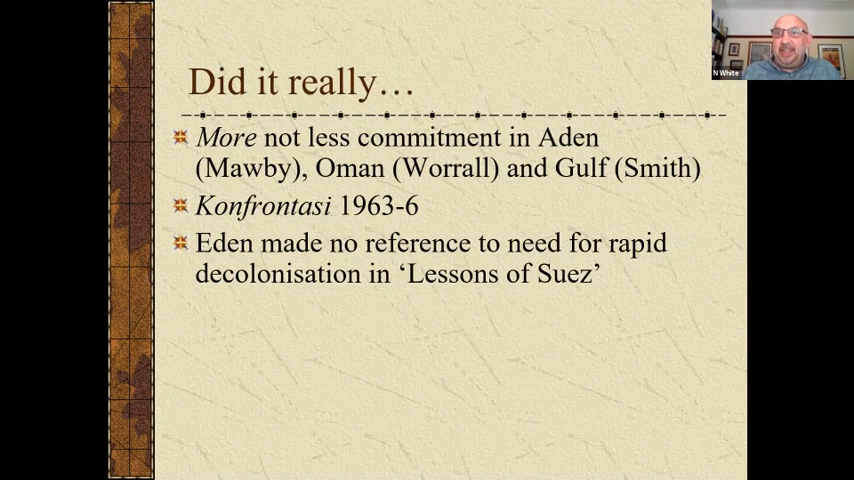 Did it really…
More not less commitment in Aden
(Mawby), Oman (Worrall) and Gulf (Smith)
Konfrontasi 1963-6
Eden made no reference to need for rapid
decolonisation in ‘Lessons of Suez’
N White